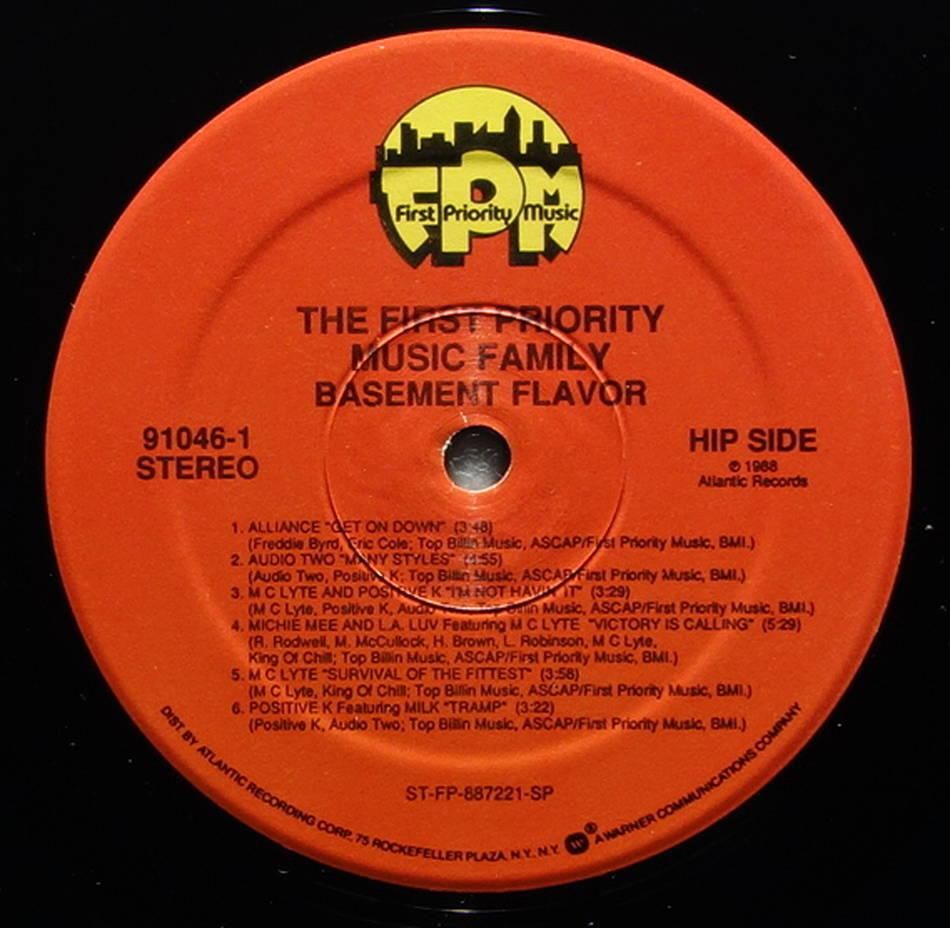 FPM
First Priority Music
THE FIRST PRIORITY
MUSIC FAMILY
BASEMENT FLAVOR
91046-1
STEREO
HIP SIDE
℗ 1988
Atlantic Records
1. ALLIANCE "GET ON DOWN" (3:48)
(Freddie Byrd, Eric Cole; Top Billin Music, ASCAP/First Priority Music, BMI.)
2. AUDIO TWO "MANY STYLES" (4:55)
(Audio Two, Positive K; Top Billin Music, ASCAP/First Priority Music, BMI.)
3. M C LYTE AND POSITIVE K "I'M NOT HAVIN' IT" (3:29)
(M C Lyte, Positive K, Audio Two; Top Billin Music, ASCAP/First Priority Music, BMI.)
4. MICHIE MEE AND L.A. LUV Featuring M C LYTE "VICTORY IS CALLING" (5:29)
(R. Rodwell, M. McCullock, H. Brown, L. Robinson, M C Lyte,
King Of Chill; Top Billin Music, ASCAP/First Priority Music, BMI.)
5. M C LYTE "SURVIVAL OF THE FITTEST" (3:58)
(M C Lyte, King Of Chill; Top Billin Music, ASCAP/First Priority Music, BMI.)
6. POSITIVE K Featuring MILK "TRAMP" (3:22)
(Positive K, Audio Two; Top Billin Music, ASCAP/First Priority Music, BMI.)
ST-FP-887221-SP
DIST. BY ATLANTIC RECORDING CORP., 75 ROCKEFELLER PLAZA, N.Y., N.Y. ® A WARNER COMMUNICATIONS COMPANY